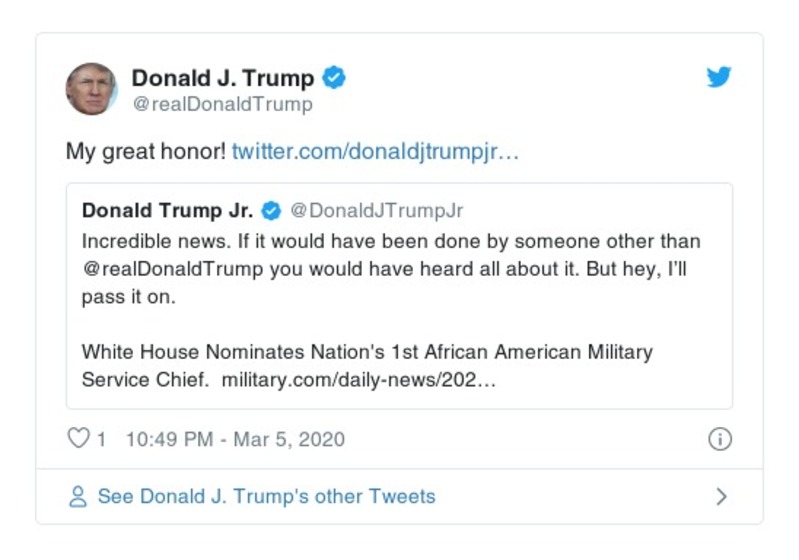 Donald J. Trump
@realDonaldTrump
My great honor! twitter.com/donaldjtrumpjr…
Donald Trump Jr. @DonaldJTrumpJr
Incredible news. If it would have been done by someone other than
@realDonaldTrump you would have heard all about it. But hey, I'll
pass it on.
White House Nominates Nation's 1st African American Military
Service Chief. military.com/daily-news/202…
1 10:49 PM - Mar 5, 2020
See Donald J. Trump's other Tweets